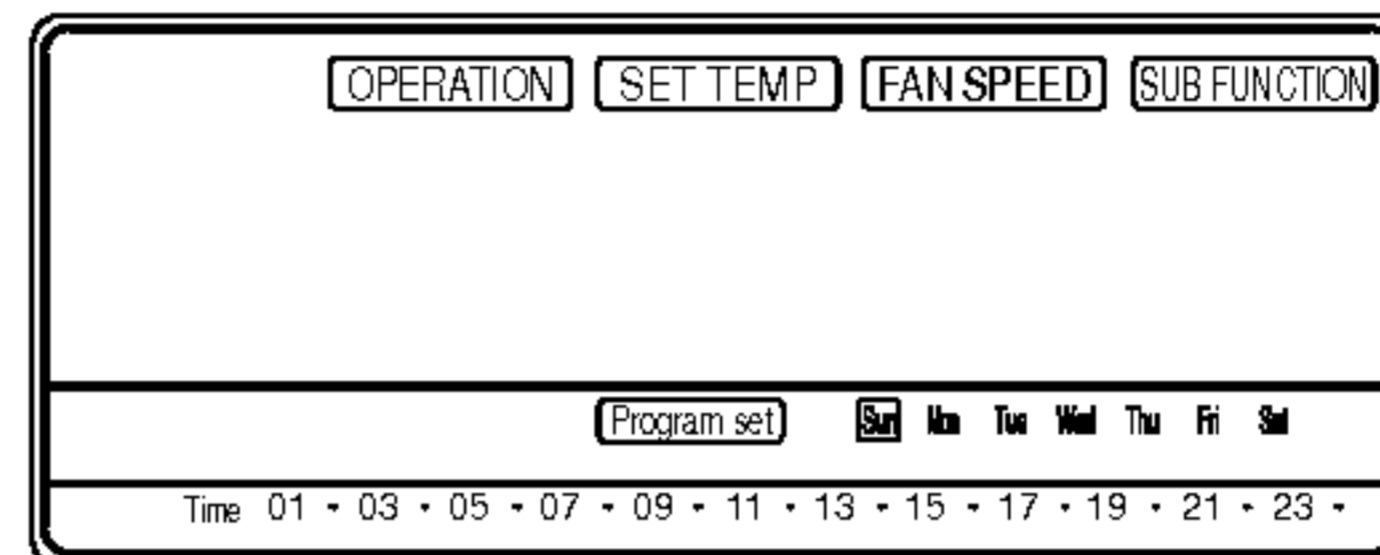 OPERATION SET TEMP FAN SPEED SUB FUNCTION
Program set Sun Mon Tue Wed Thu Fri Sat
Time 01 - 03 - 05 - 07 - 09 - 11 - 13 - 15 - 17 - 19 - 21 - 23 -